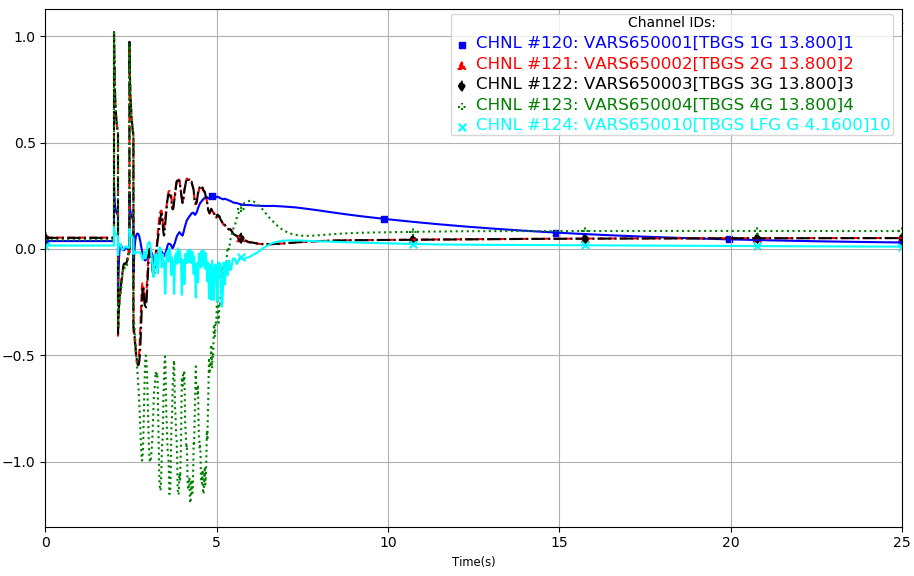 Channel IDs:
CHNL #120: VARS650001[TBGS 1G 13.800]1
CHNL #121: VARS650002[TBGS 2G 13.800]2
CHNL #122: VARS650003[TBGS 3G 13.800]3
CHNL #123: VARS650004[TBGS 4G 13.800]4
CHNL #124: VARS650010[TBGS LFG G 4.1600]10
1.0
0.5
0.0
−0.5
−1.0
0 5 10 15 20 25
Time(s)